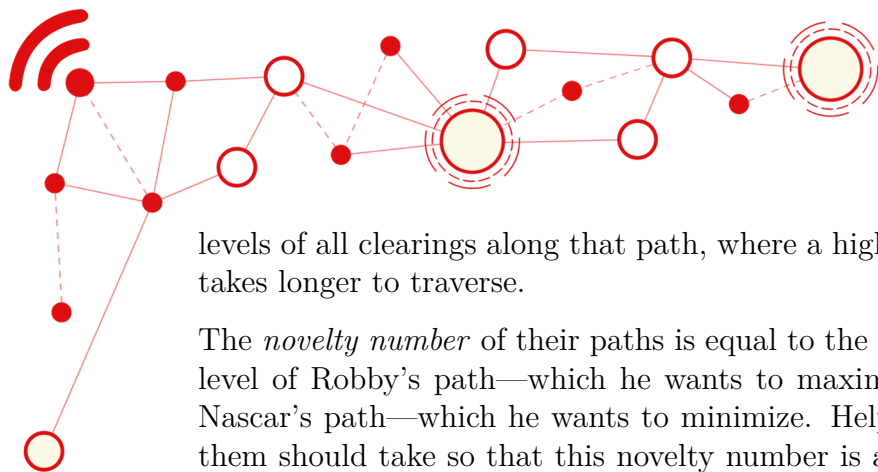 levels of all clearings along that path, where a high
takes longer to traverse.
The novelty number of their paths is equal to the
level of Robby's path—which he wants to maxim
Nascar's path—which he wants to minimize. Help
them should take so that this novelty number is a